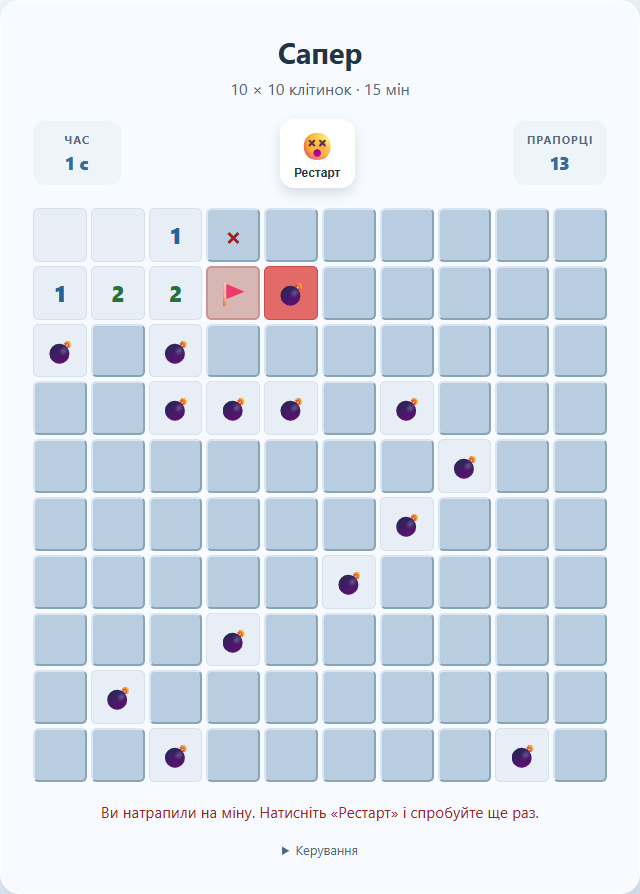 Сапер
10 × 10 клітинок · 15 мін
ЧАС
1 с
Рестарт
ПРАПОРЦІ
13
1 ×
1 2 2
Ви натрапили на міну. Натисніть «Рестарт» і спробуйте ще раз.
▶ Керування